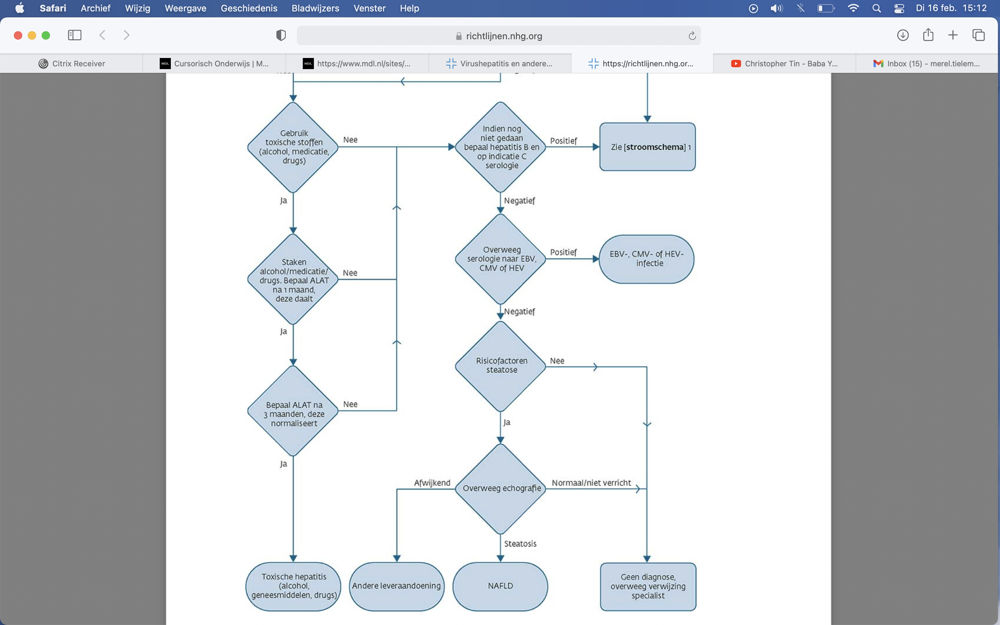 Safari Archief Wijzig Weergave Geschiedenis Bladwijzers Venster Help Di 16 feb. 15:12
richtlijnen.nhg.org
Citrix Receiver
MDL Cursorisch Onderwijs | M...
MDL https://www.mdl.nl/sites/...
Virushepatitis en andere...
https://richtlijnen.nhg.or...
Christopher Tin - Baba Y...
Inbox (15) - merel.tielem...
Gebruik
toxische stoffen
(alcohol, medicatie,
drugs)
Nee
Ja
Indien nog
niet gedaan
bepaal hepatitis B en
op indicatie C
serologie
Positief
Zie [stroomschema] 1
Negatief
Staken
alcohol/medicatie/
drugs. Bepaal ALAT
na 1 maand,
deze daalt
Nee
Ja
Overweeg
serologie naar EBV,
CMV of HEV
Positief
EBV-, CMV- of HEV-
infectie
Negatief
Bepaal ALAT na
3 maanden, deze
normaliseert
Nee
Ja
Risicofactoren
steatose
Nee
Ja
Afwijkend
Overweeg echografie
Normaal/niet verricht
Steatosis
Toxische hepatitis
(alcohol,
geneesmiddelen, drugs)
Andere leveraandoening
NAFLD
Geen diagnose,
overweeg verwijzing
specialist